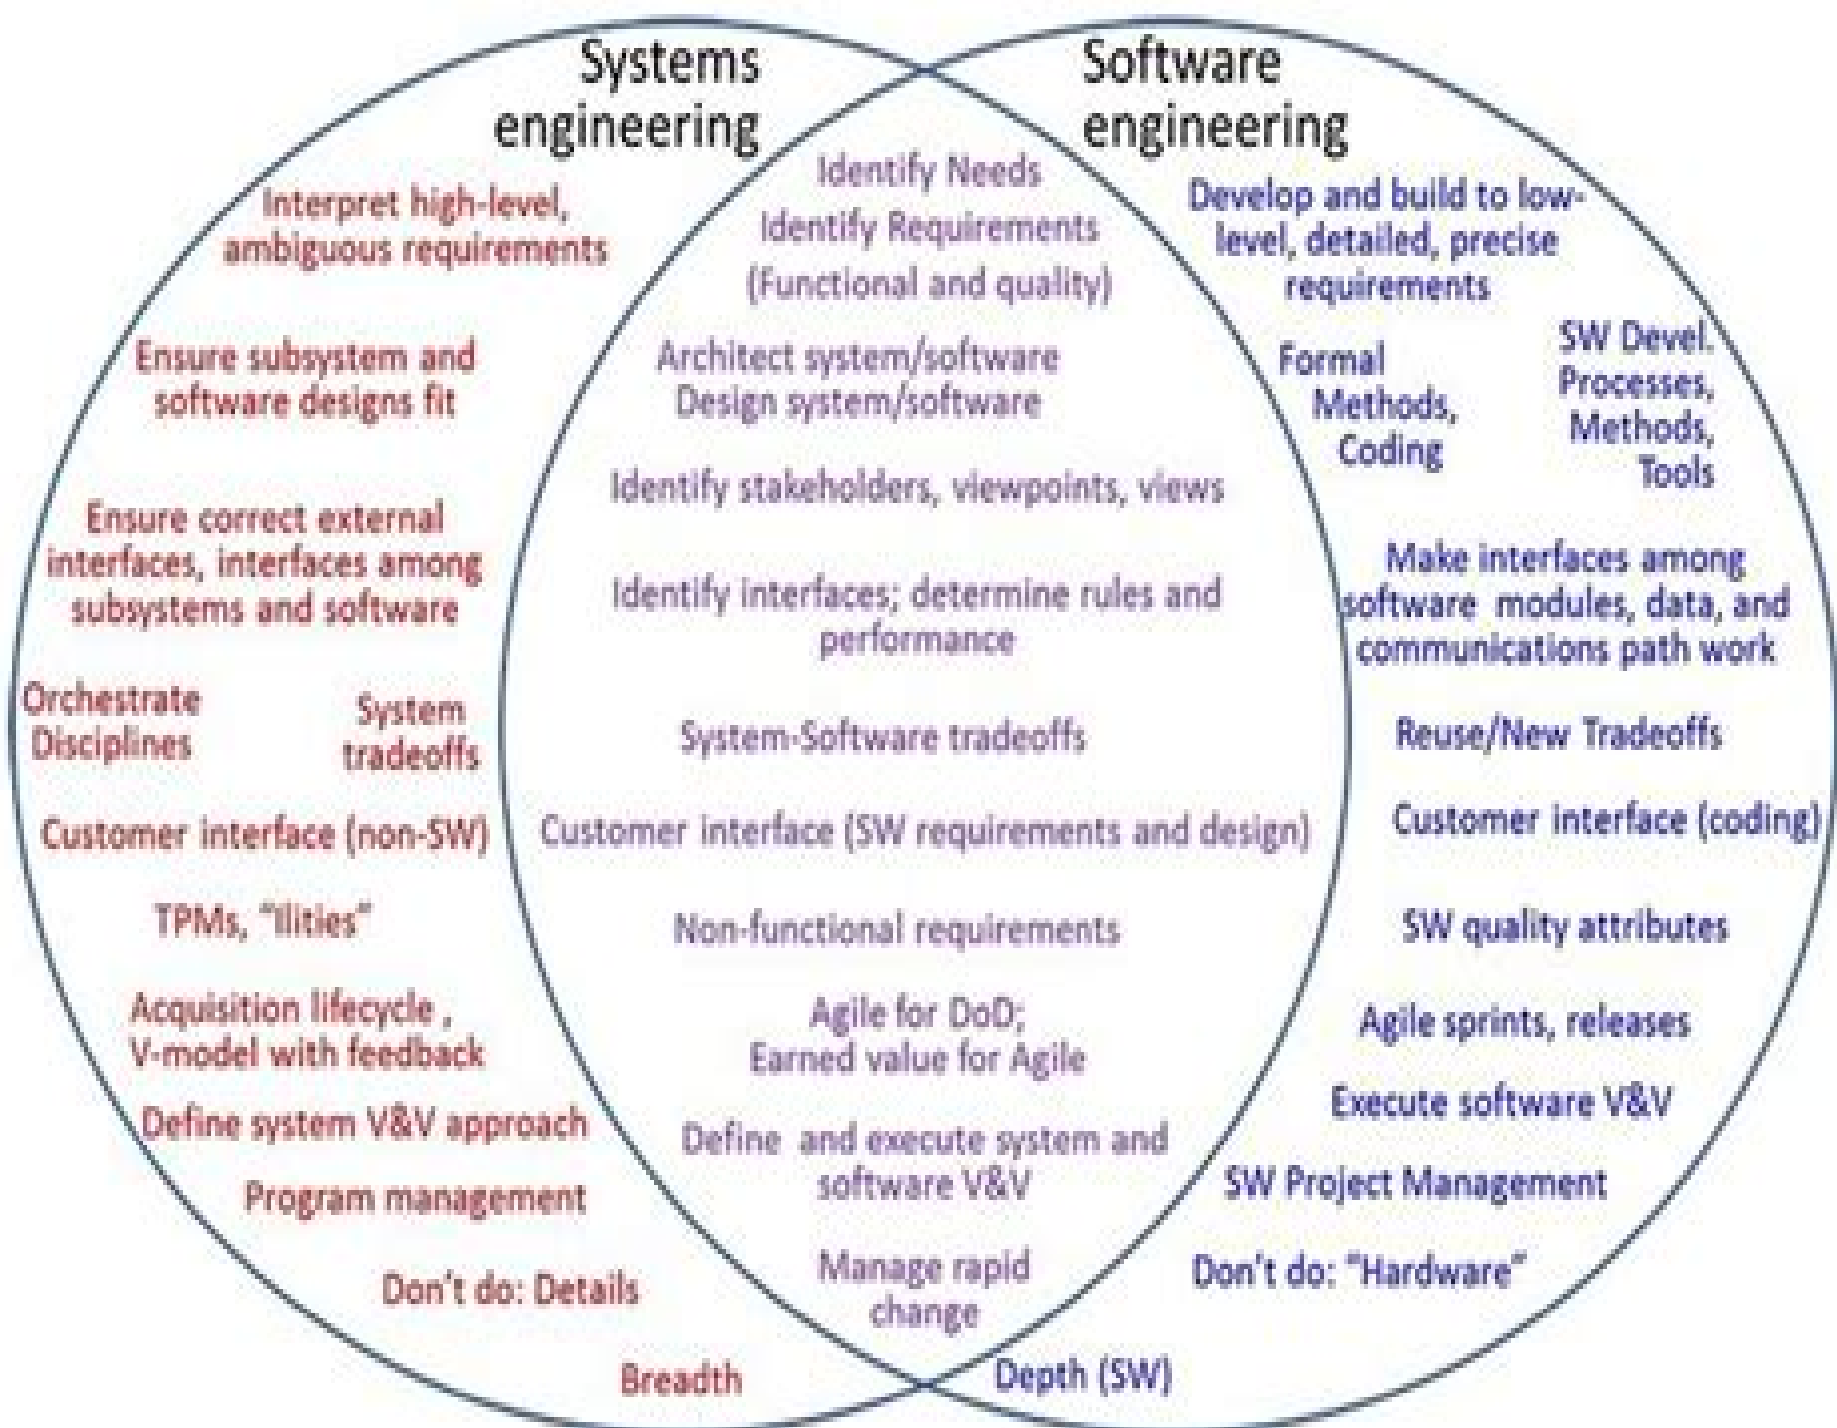 Systems
engineering
Interpret high-level,
ambiguous requirements
Ensure subsystem and
software designs fit
Ensure correct external
interfaces, interfaces among
subsystems and software
Orchestrate
Disciplines
System
tradeoffs
Customer interface (non-SW)
TPMs, “Ilities”
Acquisition lifecycle ,
V-model with feedback
Define system V&V approach
Program management
Don’t do: Details
Breadth
Identify Needs
Identify Requirements
(Functional and quality)
Architect system/software
Design system/software
Identify stakeholders, viewpoints, views
Identify interfaces; determine rules and
performance
System-Software tradeoffs
Customer interface (SW requirements and design)
Non-functional requirements
Agile for DoD;
Earned value for Agile
Define and execute system and
software V&V
Manage rapid
change
Software
engineering
Develop and build to low-
level, detailed, precise
requirements
Formal
Methods,
Coding
SW Devel.
Processes,
Methods,
Tools
Make interfaces among
software modules, data, and
communications path work
Reuse/New Tradeoffs
Customer interface (coding)
SW quality attributes
Agile sprints, releases
Execute software V&V
SW Project Management
Don’t do: “Hardware”
Depth (SW)